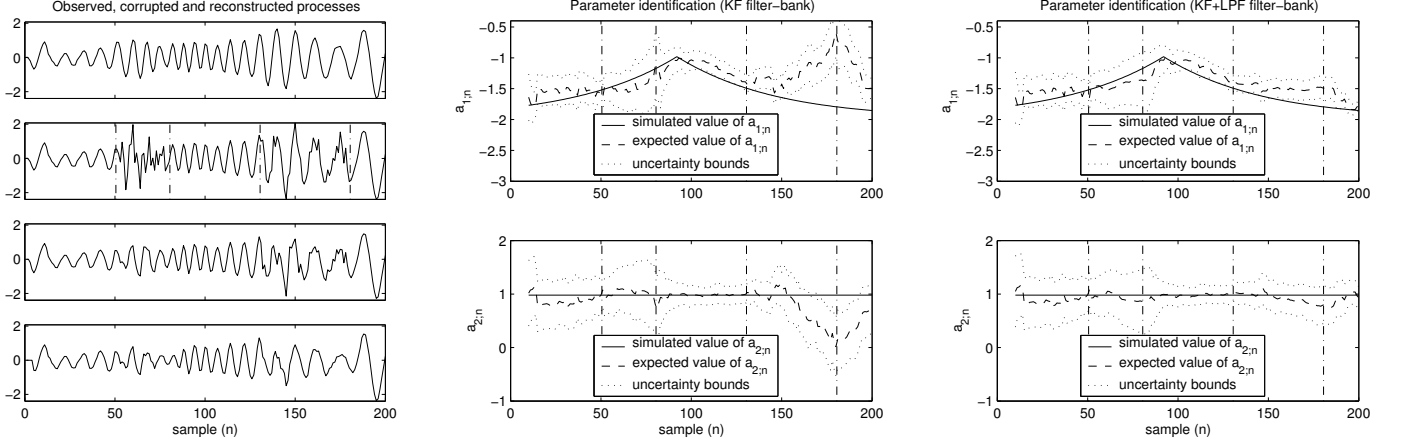 Observed, corrupted and reconstructed processes
2
0
−2
2
0
−2
2
0
−2
2
0
−2
0 50 100 150 200
sample (n)
Parameter identification (KF filter−bank)
−0.5
−1
−1.5
−2
−2.5
−3
a1;n
simulated value of a1;n
expected value of a1;n
uncertainty bounds
0 50 100 150 200
2
1
0
−1
a2;n
simulated value of a2;n
expected value of a2;n
uncertainty bounds
0 50 100 150 200
sample (n)
Parameter identification (KF+LPF filter−bank)
−0.5
−1
−1.5
−2
−2.5
−3
a1;n
simulated value of a1;n
expected value of a1;n
uncertainty bounds
0 50 100 150 200
2
1
0
−1
a2;n
simulated value of a2;n
expected value of a2;n
uncertainty bounds
0 50 100 150 200
sample (n)